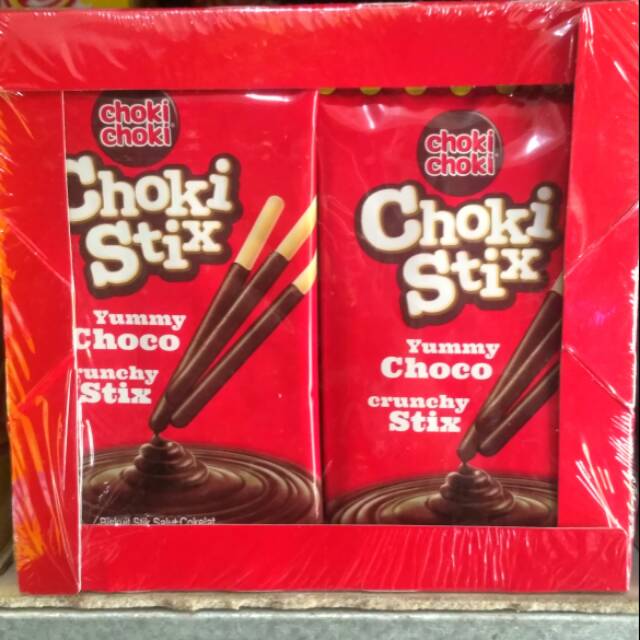 choki
choki
Choki
Stix
Yummy
Choco
runchy
Stix
Biskuit Stik Salut Cokelat
choki
choki
Choki
Stix
Yummy
Choco
crunchy
Stix